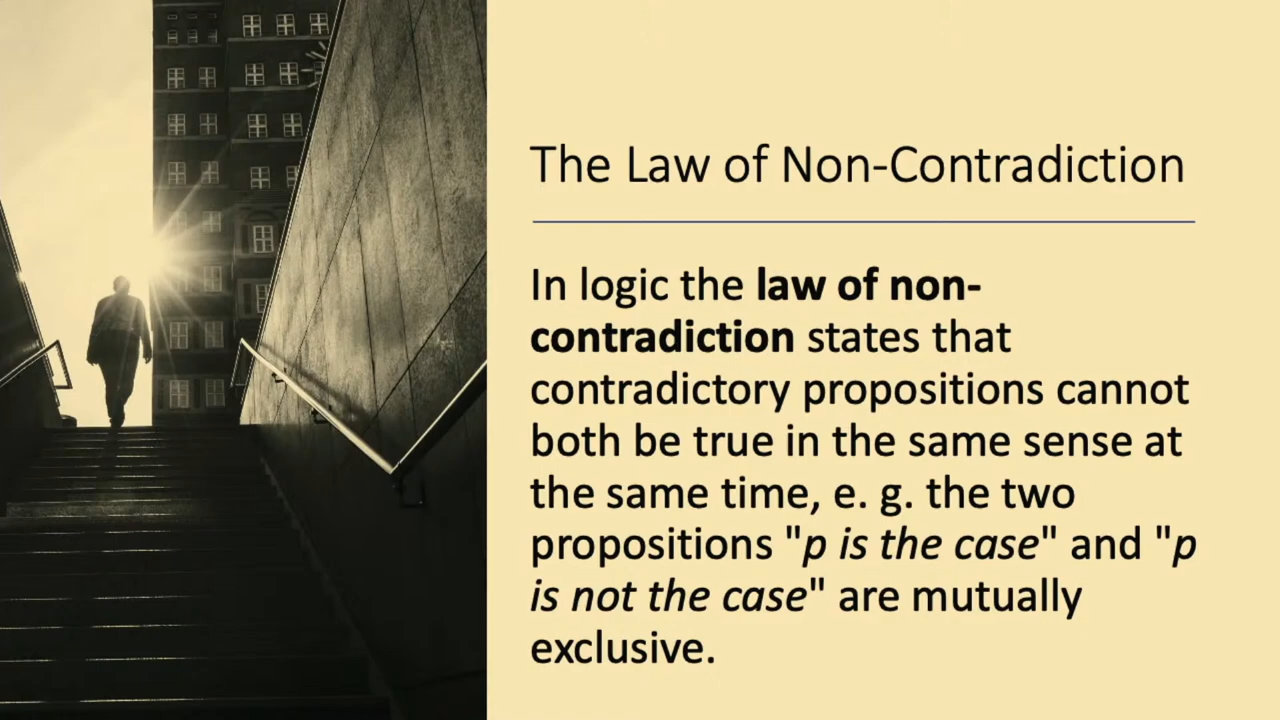 The Law of Non-Contradiction
In logic the law of non-
contradiction states that
contradictory propositions cannot
both be true in the same sense at
the same time, e. g. the two
propositions "p is the case" and "p
is not the case" are mutually
exclusive.